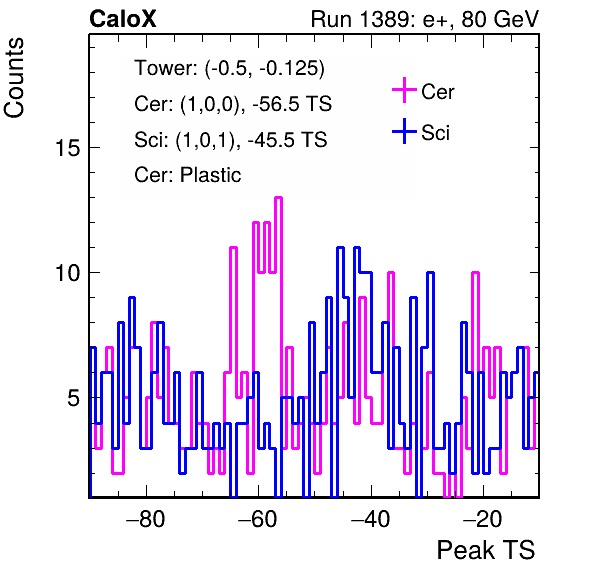 CaloX Run 1389: e+, 80 GeV
Counts
Tower: (-0.5, -0.125)
Cer: (1,0,0), -56.5 TS
Sci: (1,0,1), -45.5 TS
Cer: Plastic
Cer
Sci
15
10
5
−80 −60 −40 −20
Peak TS